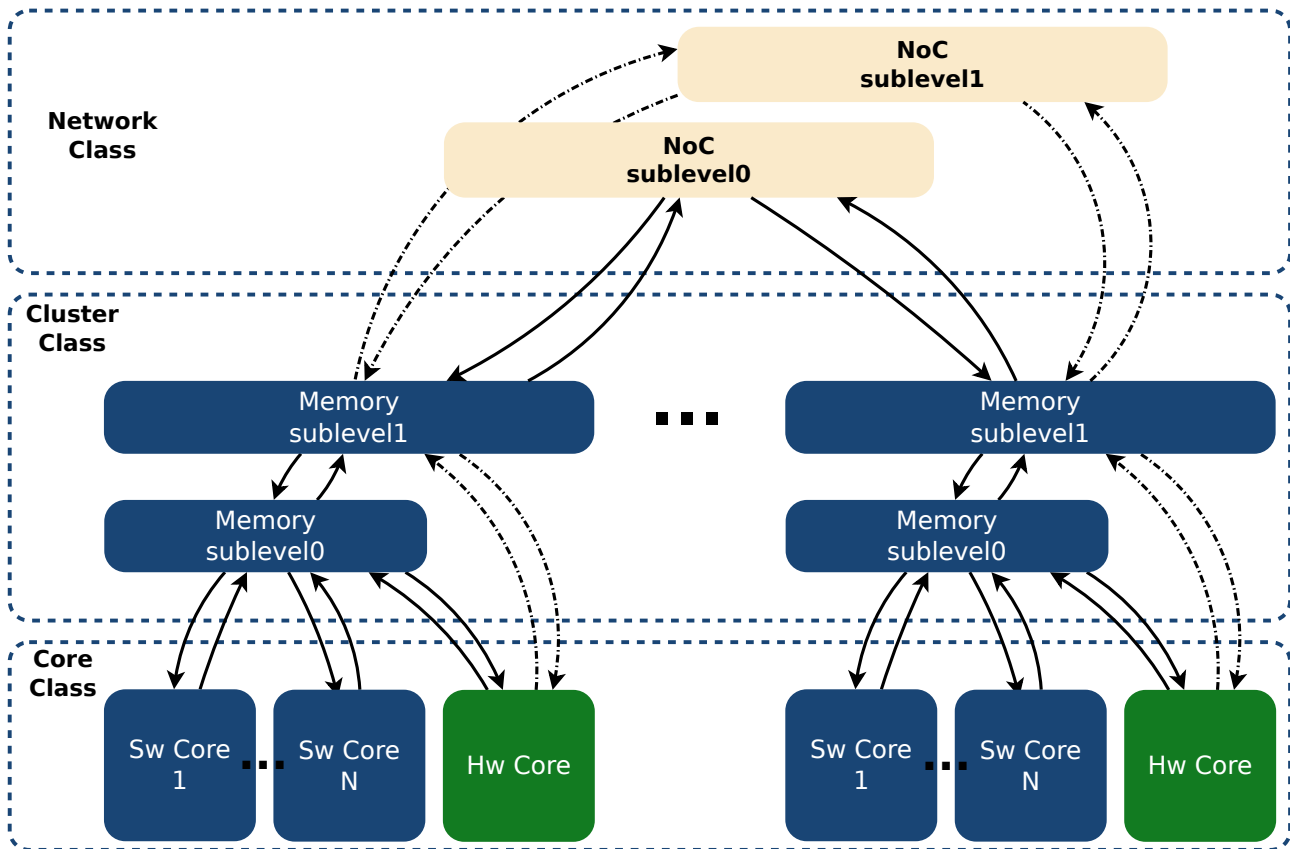 NoC
sublevel1
Network
Class
NoC
sublevel0
Cluster
Class
Memory
sublevel1
Memory
sublevel1
Memory
sublevel0
Memory
sublevel0
Core
Class
Sw Core
1
Sw Core
N
Hw Core
Sw Core
1
Sw Core
N
Hw Core